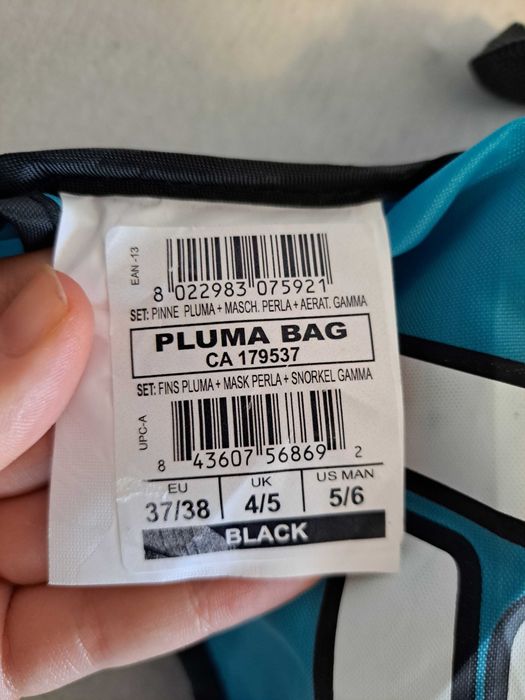 EAN -13
8 022983 075921
SET: PINNE PLUMA + MASCH. PERLA + AERAT. GAMMA
PLUMA BAG
CA 179537
SET: FINS PLUMA + MASK PERLA + SNORKEL GAMMA
UPC-A
8 43607 56869 2
EU UK US MAN
37/38 4/5 5/6
BLACK